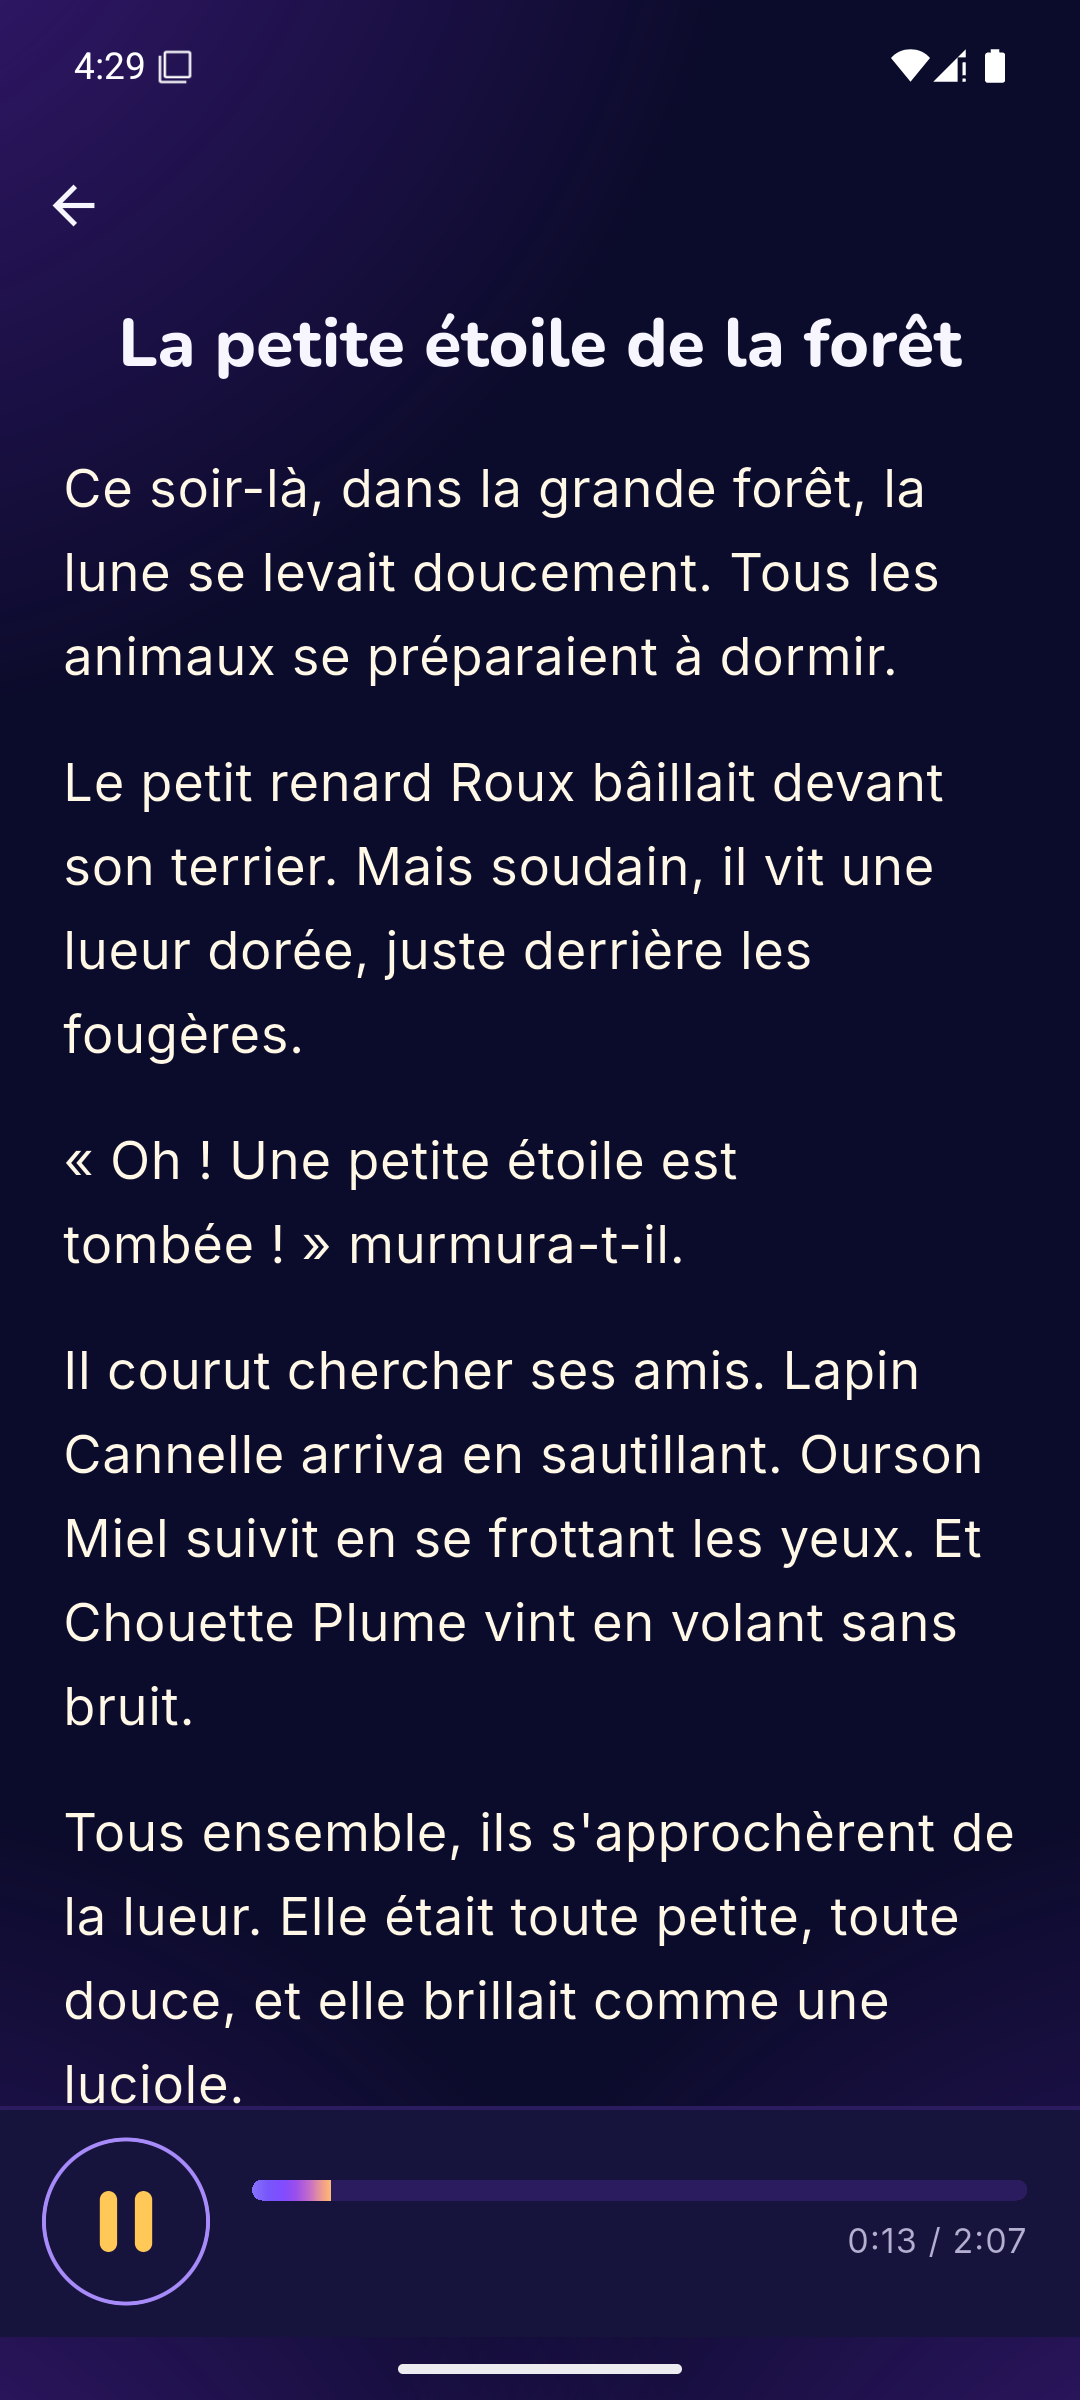 4:29
La petite étoile de la forêt
Ce soir-là, dans la grande forêt, la
lune se levait doucement. Tous les
animaux se préparaient à dormir.
Le petit renard Roux bâillait devant
son terrier. Mais soudain, il vit une
lueur dorée, juste derrière les
fougères.
« Oh ! Une petite étoile est
tombée ! » murmura-t-il.
Il courut chercher ses amis. Lapin
Cannelle arriva en sautillant. Ourson
Miel suivit en se frottant les yeux. Et
Chouette Plume vint en volant sans
bruit.
Tous ensemble, ils s'approchèrent de
la lueur. Elle était toute petite, toute
douce, et elle brillait comme une
luciole.
0:13 / 2:07